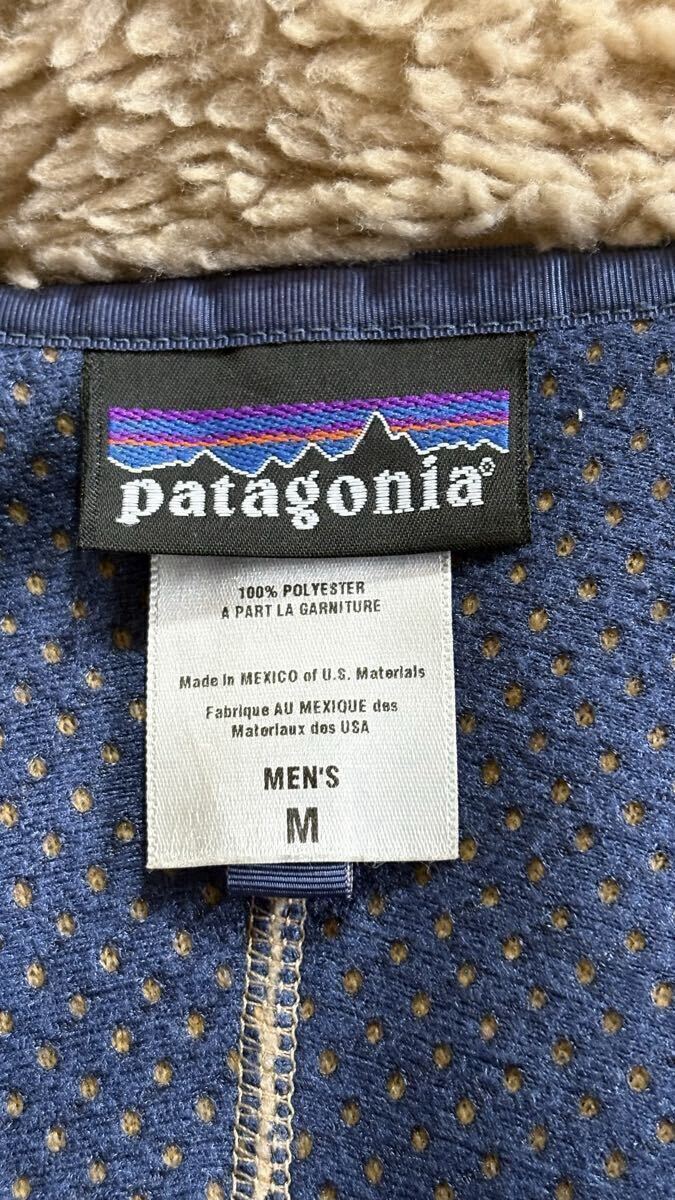 patagonia®
100% POLYESTER
A PART LA GARNITURE
Made in MEXICO of U.S. Materials
Fabrique AU MEXIQUE des
Materiaux des USA
MEN'S
M